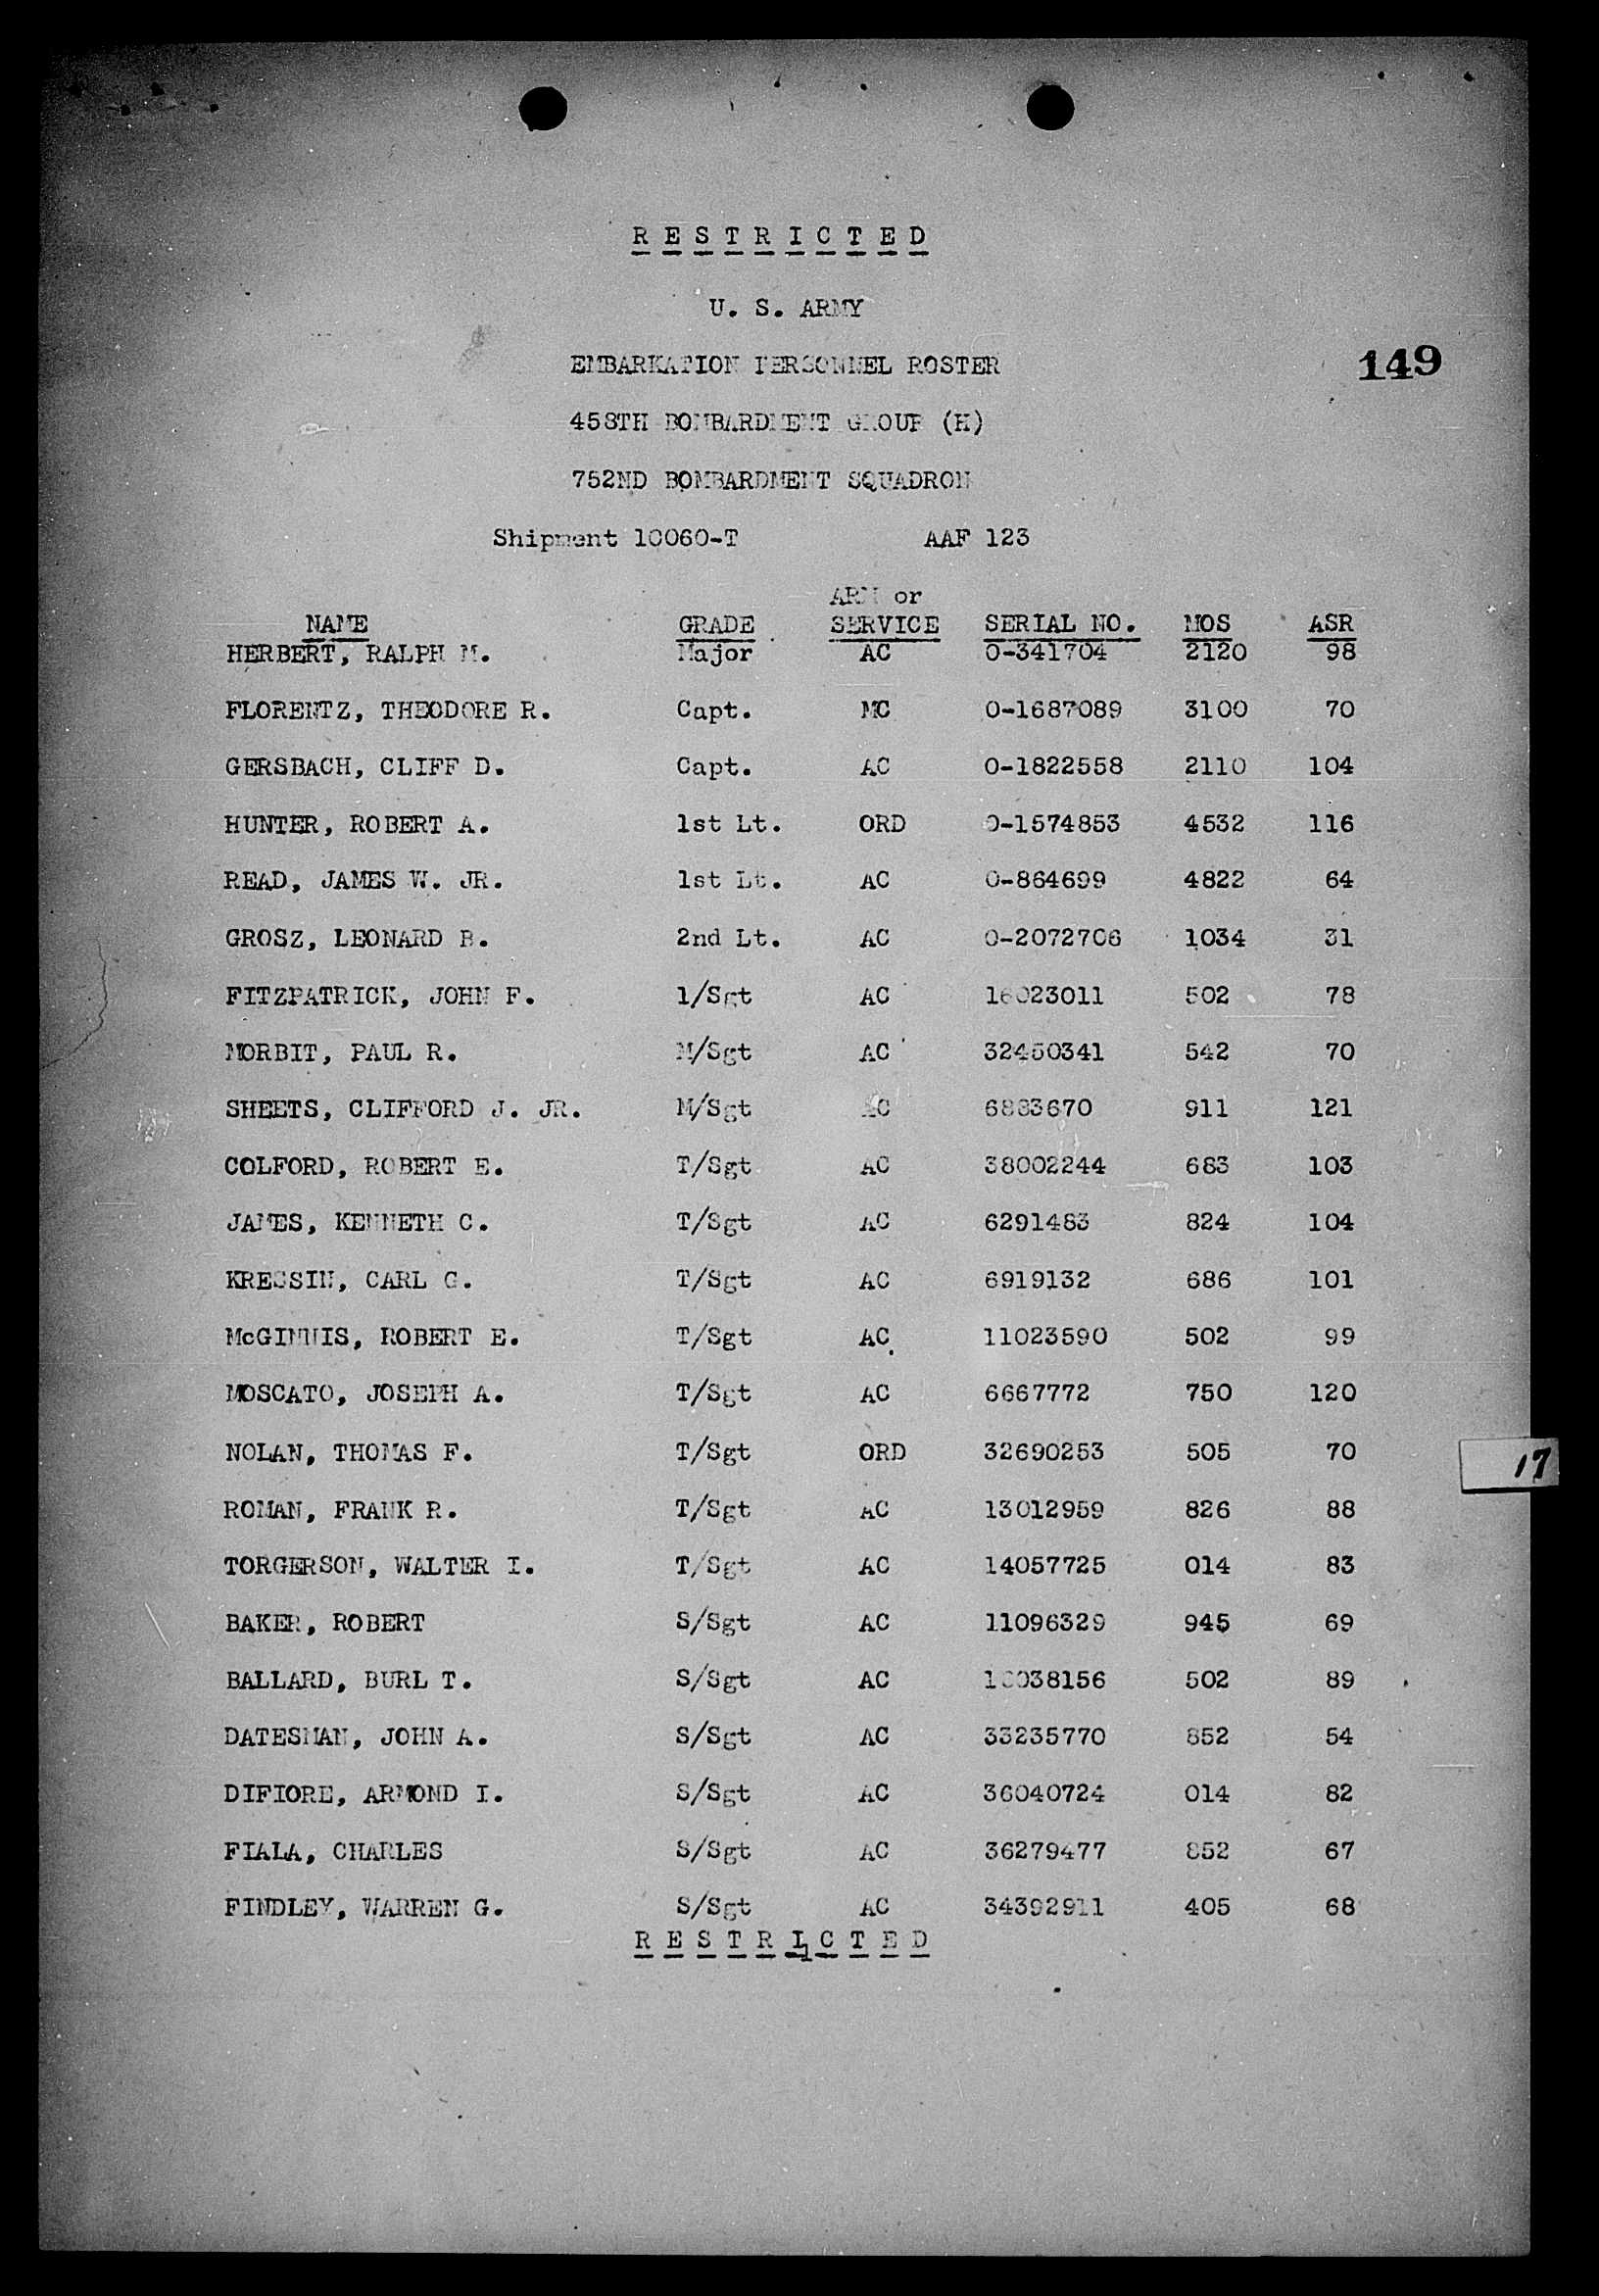 R E S T R I C T E D
U. S. ARMY
EMBARKATION PERSONNEL ROSTER
149
458TH BOMBARDMENT GROUP (H)
752ND BOMBARDMENT SQUADRON
Shipment 10060-T AAF 123
ARM or
NAME GRADE SERVICE SERIAL NO. MOS ASR
HERBERT, RALPH M. Major AC O-341704 2120 98
FLORENTZ, THEODORE R. Capt. MC O-1687089 3100 70
GERSBACH, CLIFF D. Capt. AC O-1822558 2110 104
HUNTER, ROBERT A. 1st Lt. ORD O-1574853 4532 116
READ, JAMES W. JR. 1st Lt. AC O-864699 4822 64
GROSZ, LEONARD B. 2nd Lt. AC O-2072706 1034 31
FITZPATRICK, JOHN F. 1/Sgt AC 16023011 502 78
MORBIT, PAUL R. M/Sgt AC 32450341 542 70
SHEETS, CLIFFORD J. JR. M/Sgt AC 6883670 911 121
COLFORD, ROBERT E. T/Sgt AC 38002244 683 103
JAMES, KENNETH C. T/Sgt AC 6291483 824 104
KRESSIN, CARL G. T/Sgt AC 6919132 686 101
McGINNIS, ROBERT E. T/Sgt AC 11023590 502 99
MOSCATO, JOSEPH A. T/Sgt AC 6667772 750 120
NOLAN, THOMAS F. T/Sgt ORD 32690253 505 70
17
ROMAN, FRANK R. T/Sgt AC 13012959 826 88
TORGERSON, WALTER I. T/Sgt AC 14057725 014 83
BAKER, ROBERT S/Sgt AC 11096329 945 69
BALLARD, BURL T. S/Sgt AC 502 89
DATESMAN, JOHN A. S/Sgt AC 33235770 852 54
DIFIORE, ARMOND I. S/Sgt AC 36040724 014 82
FIALA, CHARLES S/Sgt AC 36279477 852 67
FINDLEY, WARREN G. S/Sgt AC 34392911 405 68
R E S T R I C T E D
1